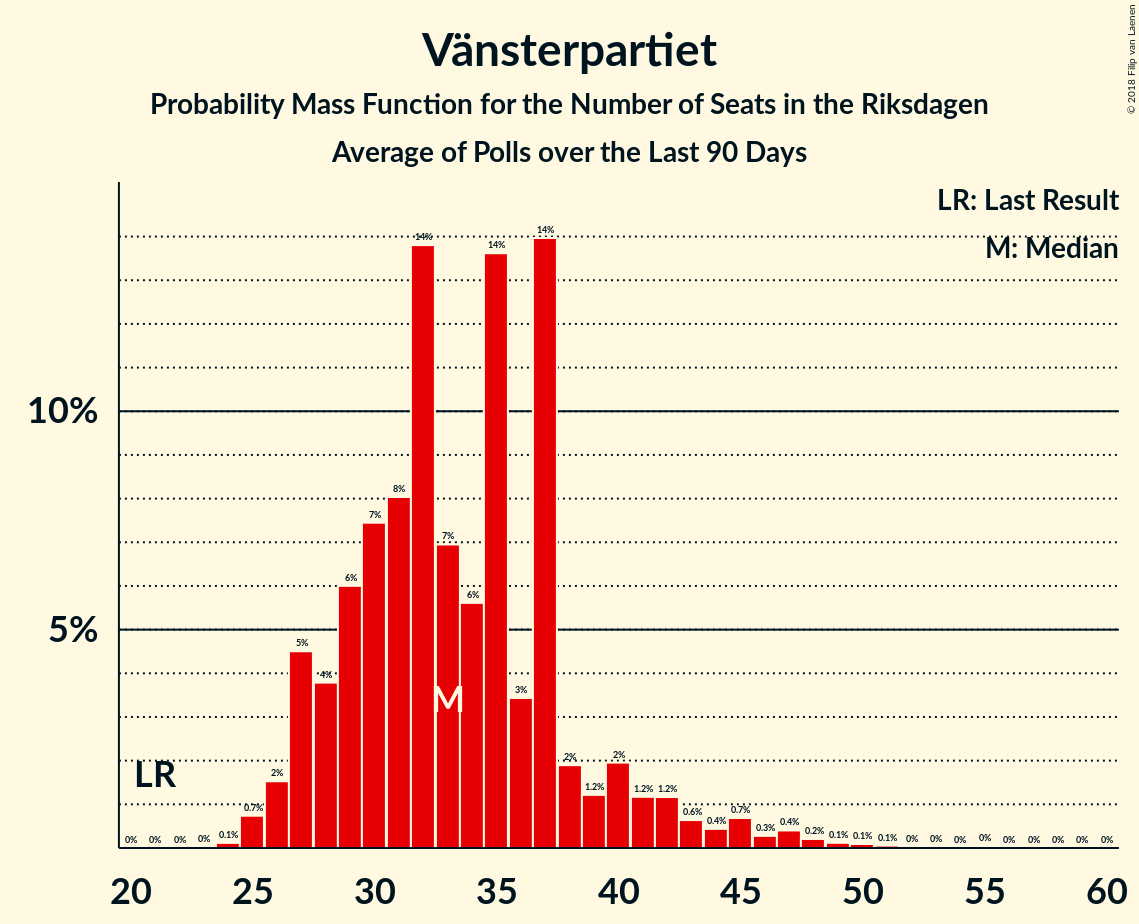 © 2018 Filip van Laenen
Vänsterpartiet
Probability Mass Function for the Number of Seats in the Riksdagen
Average of Polls over the Last 90 Days
LR: Last Result
M: Median
10%
5%
0% 0% 0% 0% 0.1% 0.7% 2% 5% 4% 6% 7% 8% 14% 7% 6% 14% 3% 14% 2% 1.2% 2% 1.2% 1.2% 0.6% 0.4% 0.7% 0.3% 0.4% 0.2% 0.1% 0.1% 0.1% 0% 0% 0% 0% 0% 0% 0% 0% 0%
M
LR
20 25 30 35 40 45 50 55 60